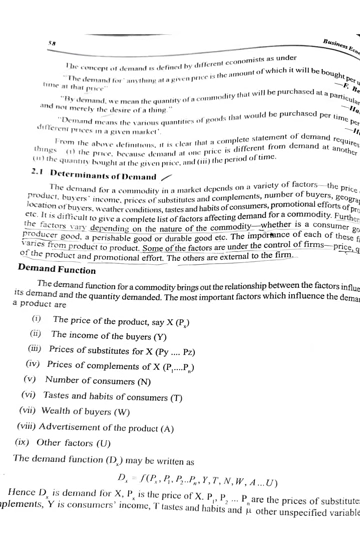 58
Business Econ
The concept of demand is defined by different economists as under
"The demand for anything at a given price is the amount of which it will be bought per u
time at that price"
"By demand, we mean the quantity of a commodity that will be purchased at a particular
and not merely the desire of a thing."
"Demand means the various quantities of goods that would be purchased per time per
different prices in a given market'.
From the above definitions, it is clear that a complete statement of demand require
things (i) the price, because demand at one price is different from demand at another
(ii) the quantity bought at the given price, and (iii) the period of time.
2.1 Determinants of Demand
The demand for a commodity in a market depends on a variety of factors—the price
product, buyers' income, prices of substitutes and complements, number of buyers, geograp
location of buyers, weather conditions, tastes and habits of consumers, promotional efforts of pro
etc. It is difficult to give a complete list of factors affecting demand for a commodity. Further
the factors vary depending on the nature of the commodity—whether is a consumer go
producer good, a perishable good or durable good etc. The importance of each of these f
varies from product to product. Some of the factors are under the control of firms—price, q
of the product and promotional effort. The others are external to the firm.
Demand Function
The demand function for a commodity brings out the relationship between the factors influe
its demand and the quantity demanded. The most important factors which influence the dema
a product are
(i) The price of the product, say X (Pₓ)
(ii) The income of the buyers (Y)
(iii) Prices of substitutes for X (Py .... Pz)
(iv) Prices of complements of X (P₁....Pₙ)
(v) Number of consumers (N)
(vi) Tastes and habits of consumers (T)
(vii) Wealth of buyers (W)
(viii) Advertisement of the product (A)
(ix) Other factors (U)
The demand function (Dₓ) may be written as
Dₓ = f(Pₓ, P₁, P₂..Pₙ, Y, T, N, W, A...U)
Hence Dₓ is demand for X, Pₓ is the price of X. P₁, P₂ ... Pₙ are the prices of substitute
mplements, Y is consumers' income, T tastes and habits and μ other unspecified variable